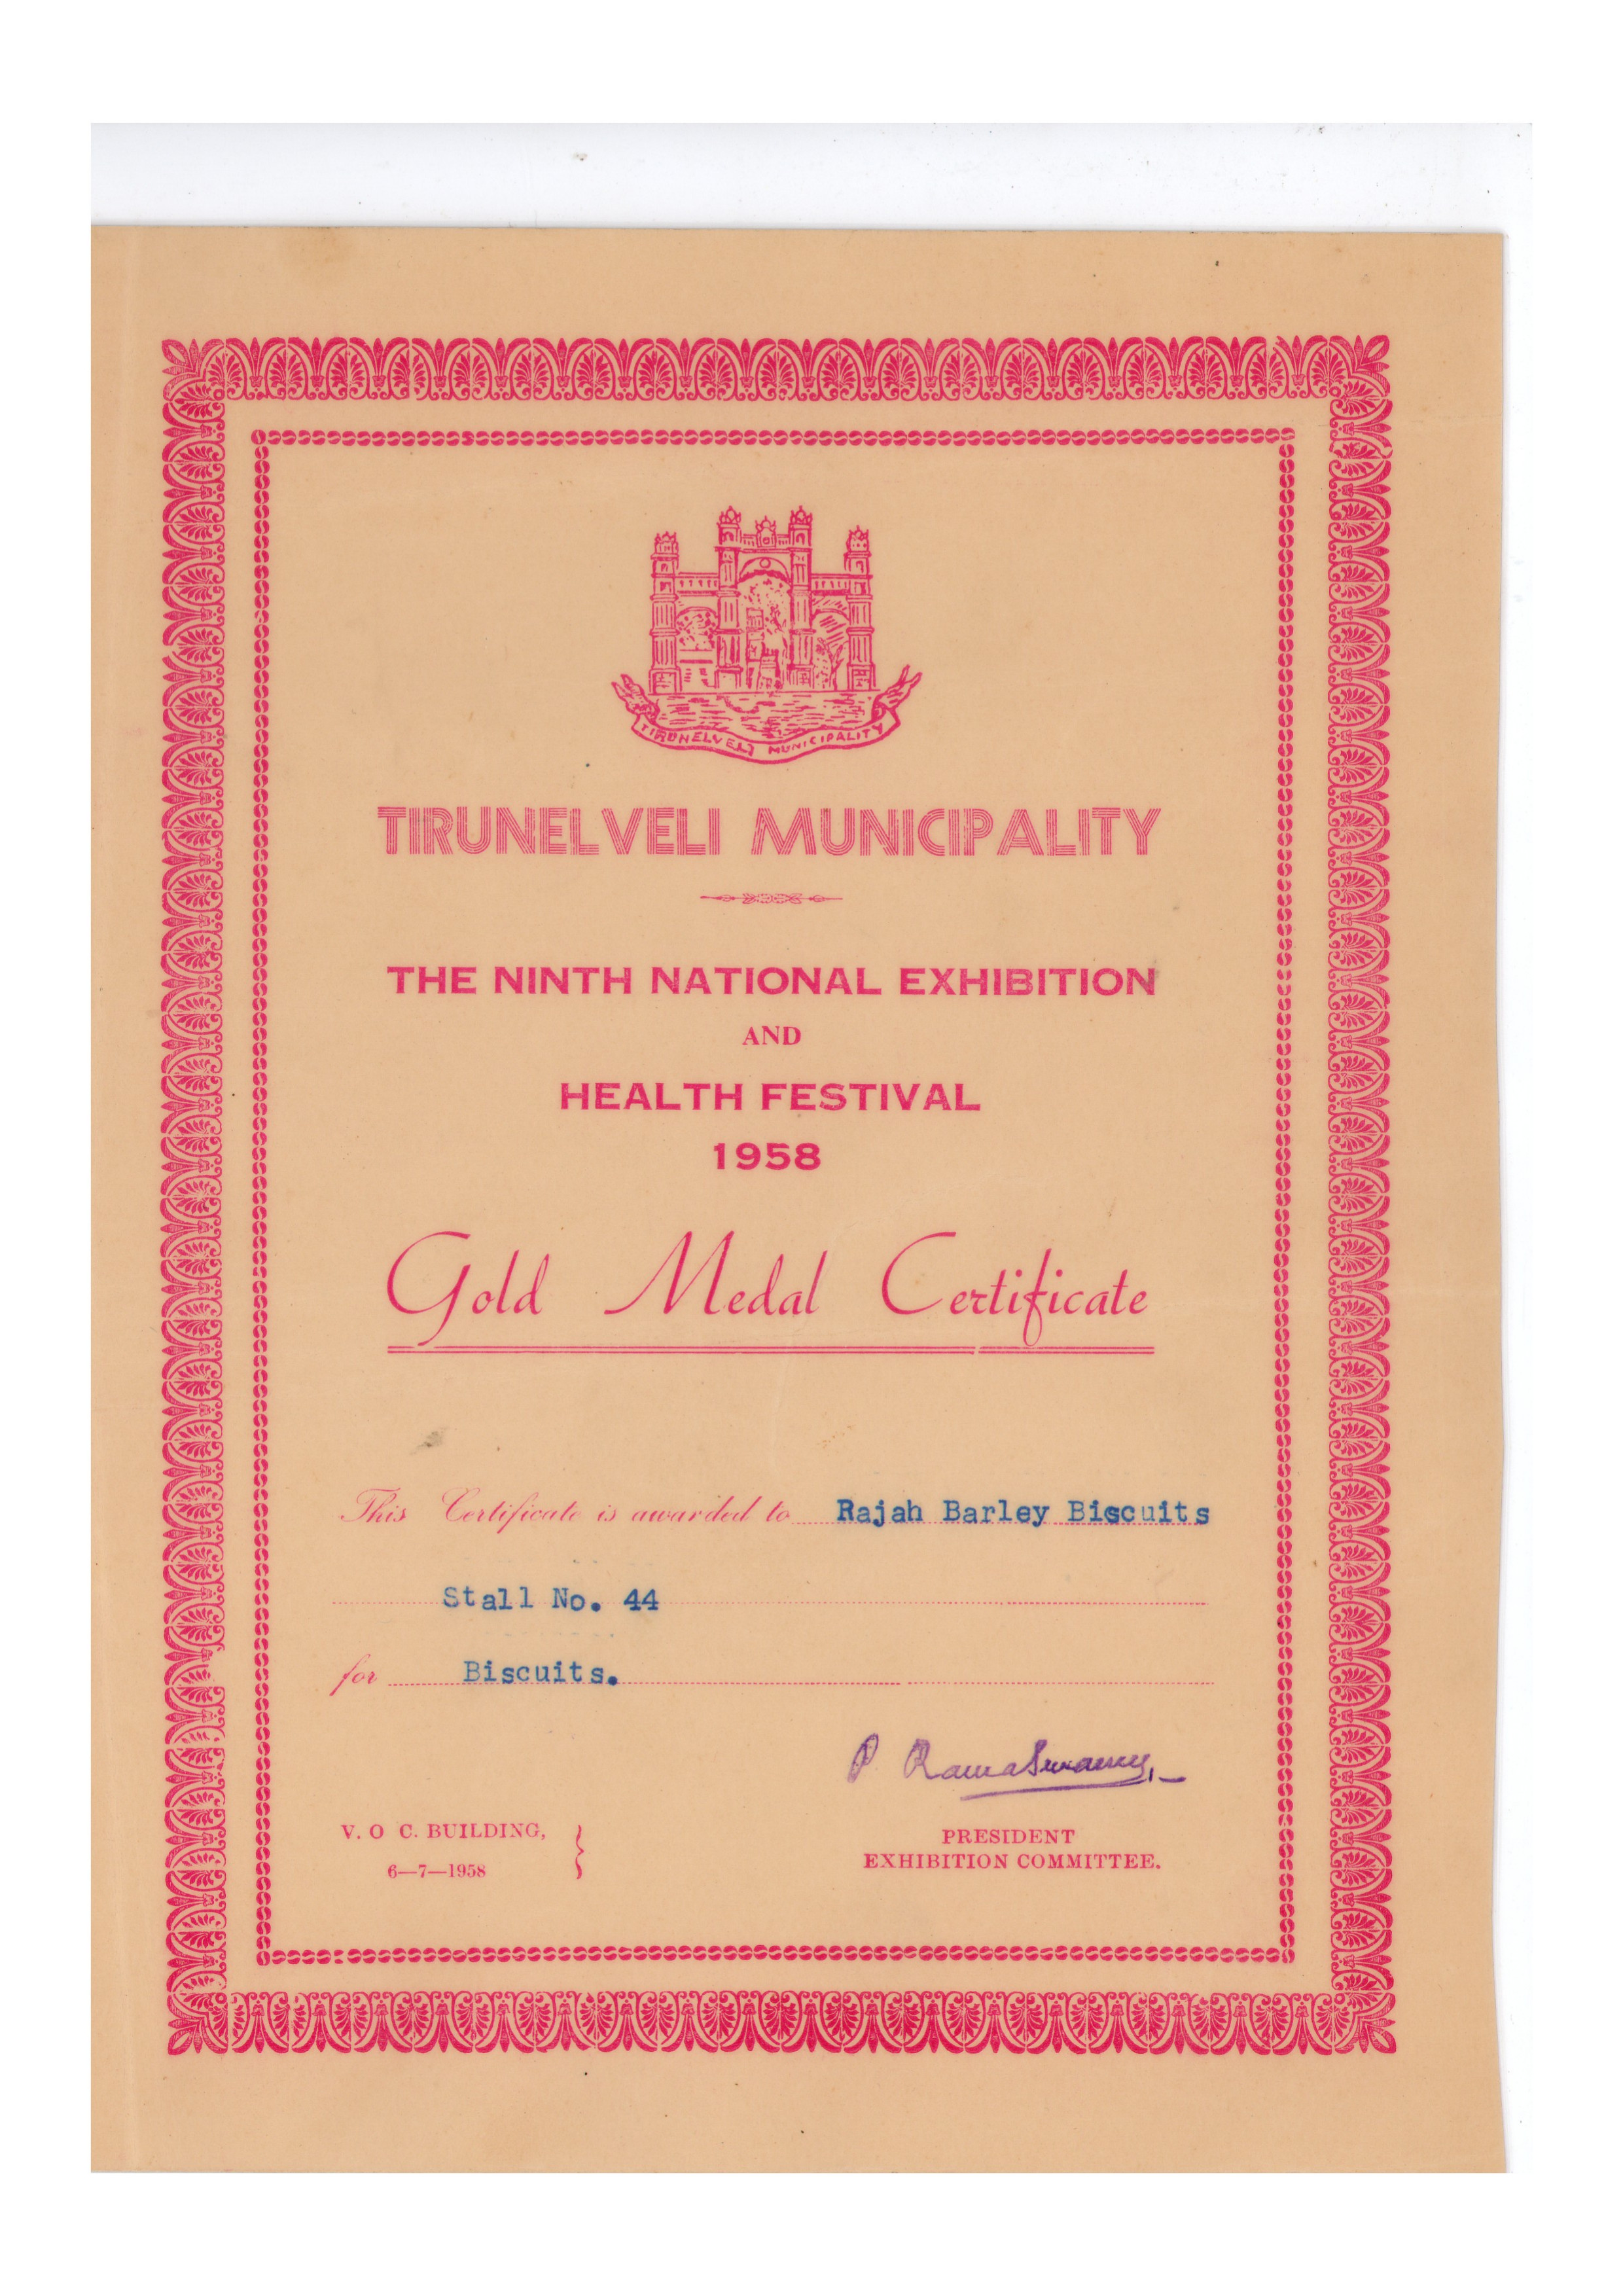 TIRUNELVELI MUNICIPALITY
TIRUNELVELI MUNICIPALITY
THE NINTH NATIONAL EXHIBITION
AND
HEALTH FESTIVAL
1958
Gold Medal Certificate
This Certificate is awarded to Rajah Barley Biscuits
Stall No. 44
for Biscuits.
P. Ramaswamy
V. O C. BUILDING,
6—7—1958
PRESIDENT
EXHIBITION COMMITTEE.